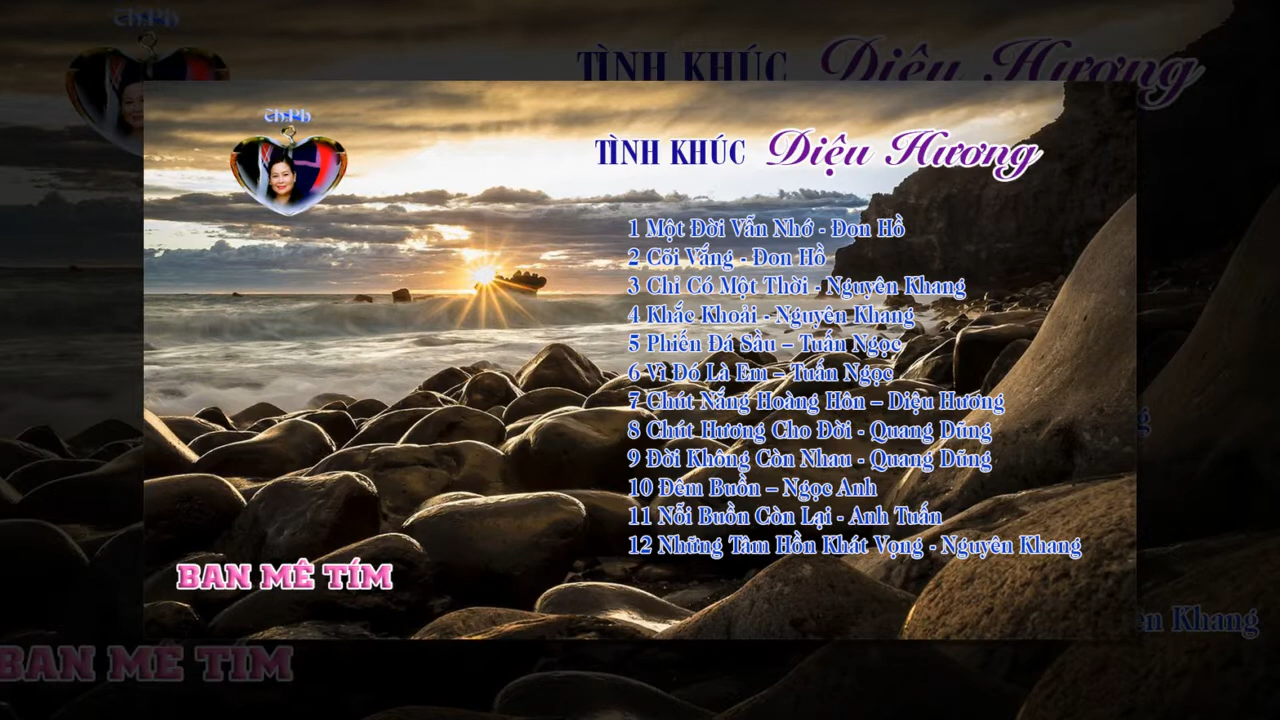 Th.Ph
TÌNH KHÚC Diệu Hương
1 Một Đời Vẫn Nhớ - Đon Hồ
2 Cõi Vắng - Đon Hồ
3 Chỉ Có Một Thời - Nguyên Khang
4 Khắc Khoải - Nguyên Khang
5 Phiến Đá Sầu – Tuấn Ngọc
6 Vì Đó Là Em – Tuấn Ngọc
7 Chút Nắng Hoàng Hôn – Diệu Hương
8 Chút Hương Cho Đời - Quang Dũng
9 Đời Không Còn Nhau - Quang Dũng
10 Đêm Buồn – Ngọc Anh
11 Nỗi Buồn Còn Lại - Anh Tuấn
12 Những Tâm Hồn Khát Vọng - Nguyên Khang
BAN MÊ TÍM